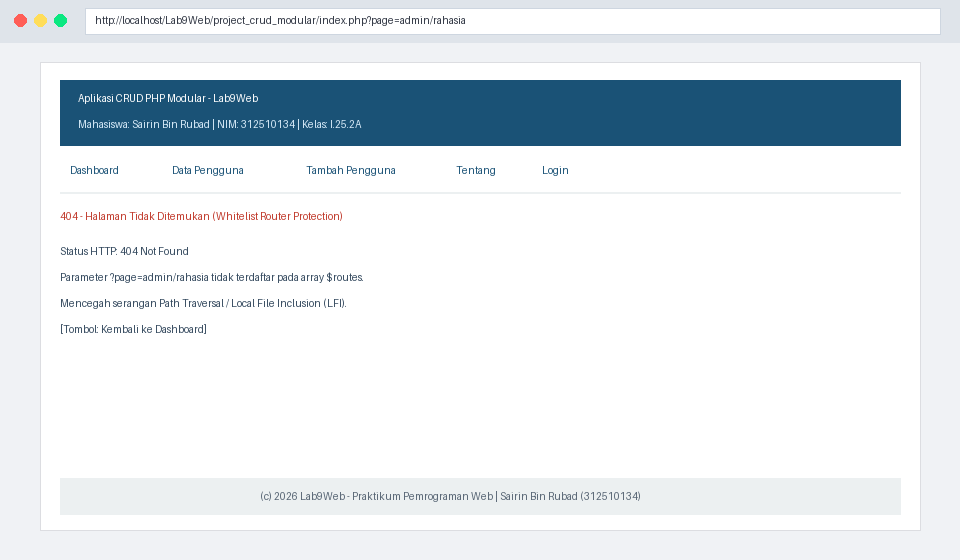 http://localhost/Lab9Web/project_crud_modular/index.php?page=admin/rahasia
Aplikasi CRUD PHP Modular - Lab9Web
Mahasiswa: Sairin Bin Rubad | NIM: 312510134 | Kelas: I.25.2A
Dashboard Data Pengguna Tambah Pengguna Tentang Login
404 - Halaman Tidak Ditemukan (Whitelist Router Protection)
Status HTTP: 404 Not Found
Parameter ?page=admin/rahasia tidak terdaftar pada array $routes.
Mencegah serangan Path Traversal / Local File Inclusion (LFI).
[Tombol: Kembali ke Dashboard]
(c) 2026 Lab9Web - Praktikum Pemrograman Web | Sairin Bin Rubad (312510134)